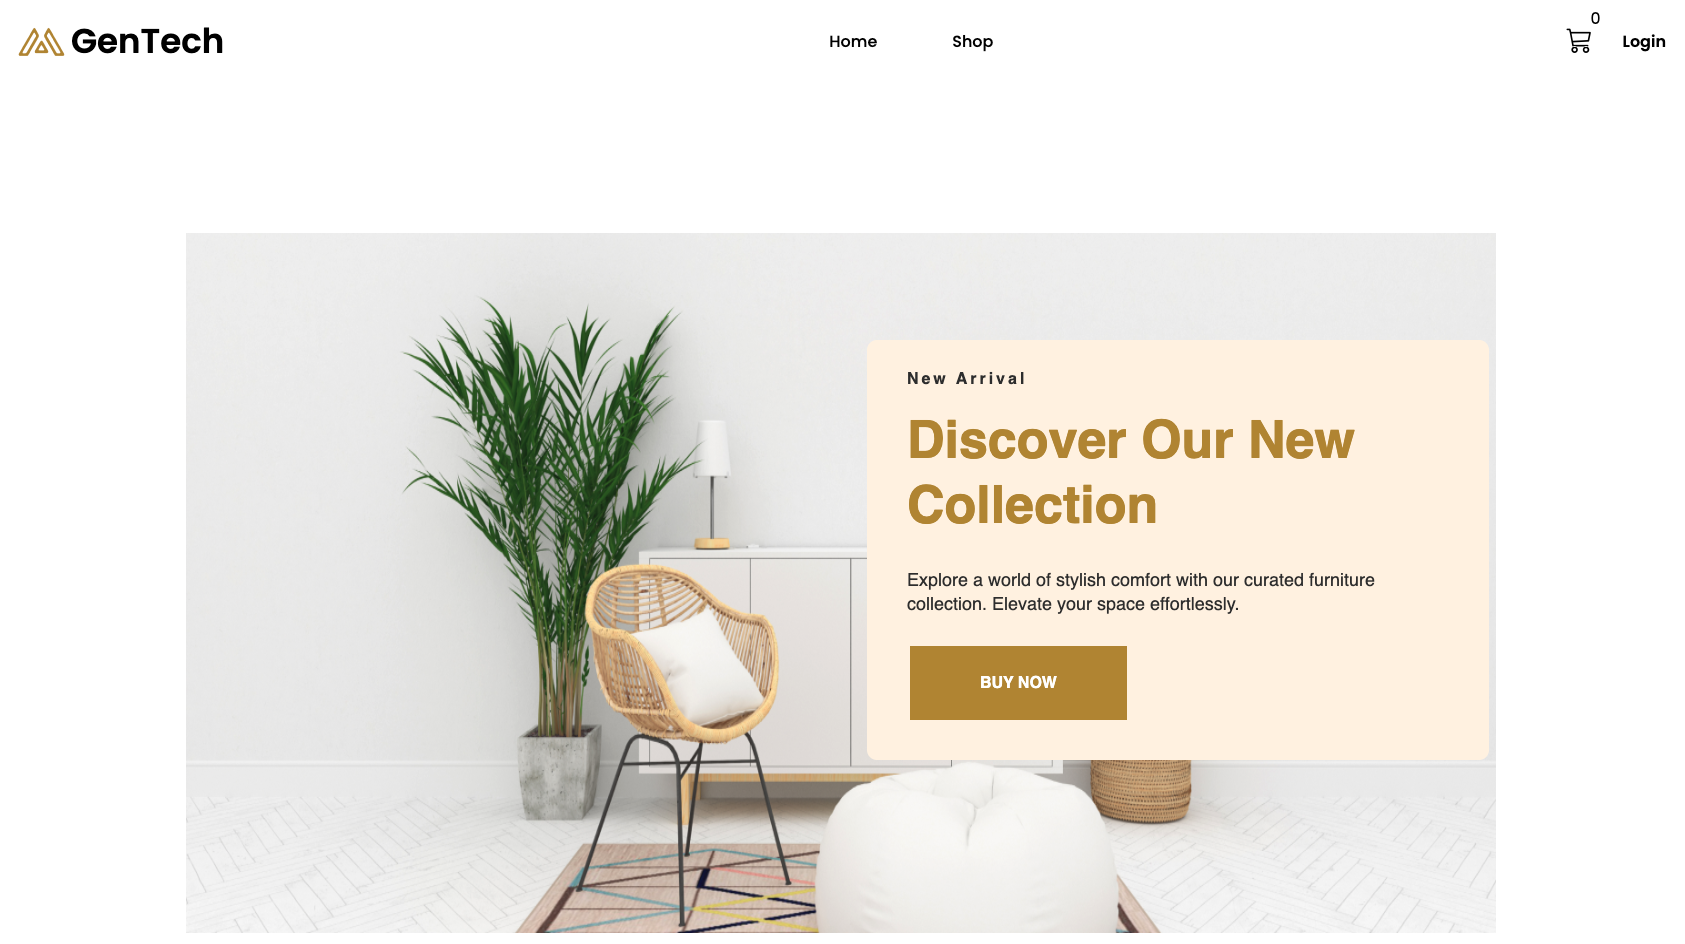 GenTech
Home
Shop
0
Login
New Arrival
Discover Our New
Collection
Explore a world of stylish comfort with our curated furniture
collection. Elevate your space effortlessly.
BUY NOW